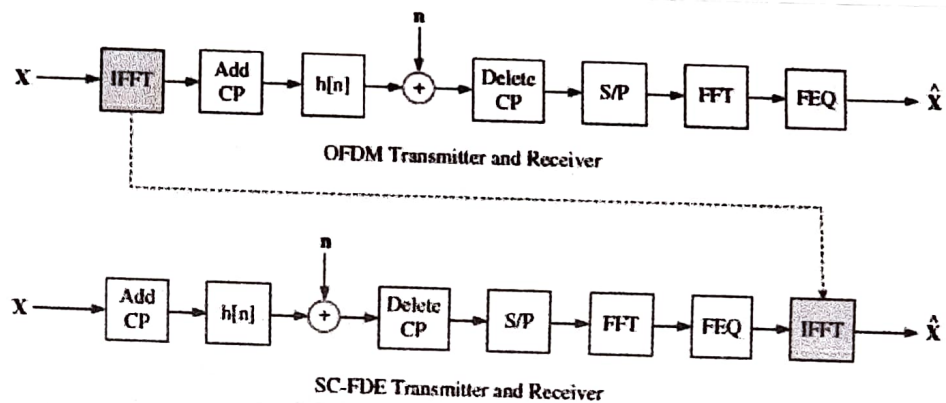 n
X IFFT Add CP h[n] + Delete CP S/P FFT FEQ X̂
OFDM Transmitter and Receiver
n
X Add CP h[n] + Delete CP S/P FFT FEQ IFFT X̂
SC-FDE Transmitter and Receiver